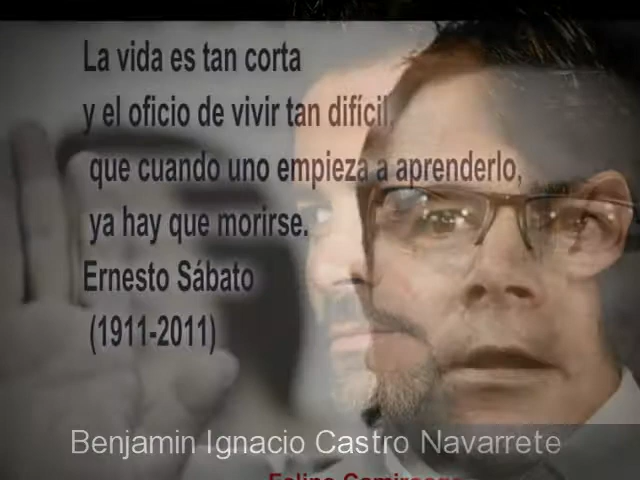 La vida es tan corta
y el oficio de vivir tan difícil,
que cuando uno empieza a aprenderlo,
ya hay que morirse.
Ernesto Sábato
(1911-2011)
Benjamin Ignacio Castro Navarrete